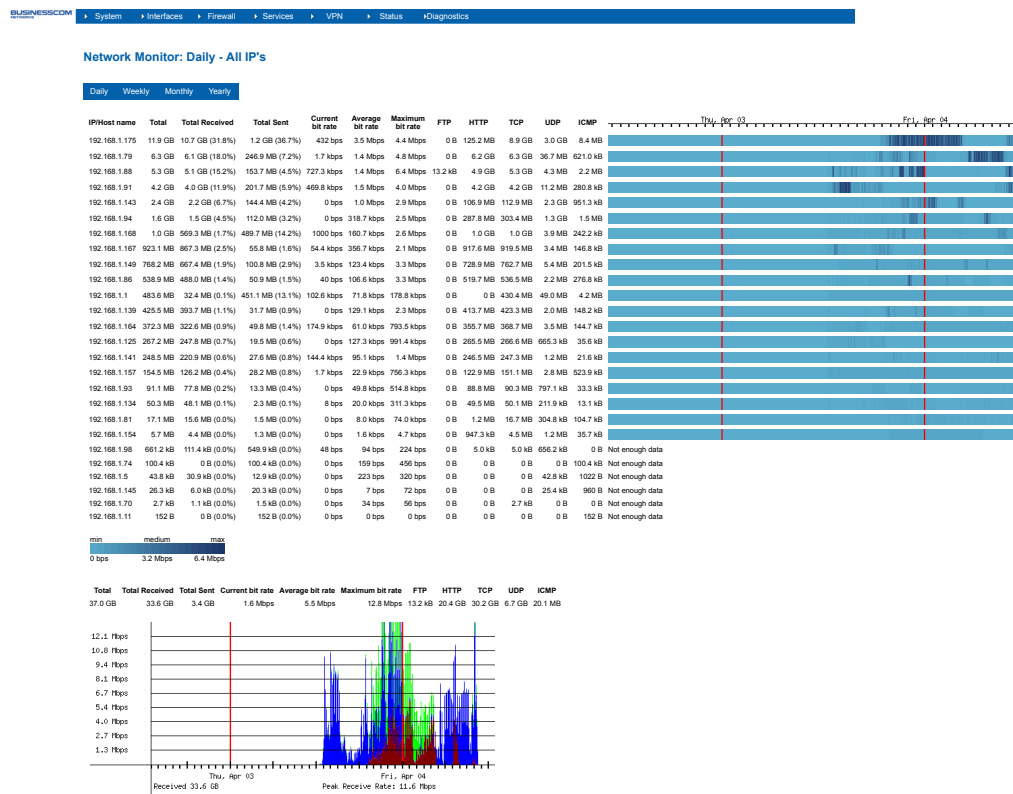 BUSINESSCOM
NETWORKS
System Interfaces Firewall Services VPN Status Diagnostics
Network Monitor: Daily - All IP's
Daily Weekly Monthly Yearly
IP/Host name Total Total Received Total Sent Current bit rate Average bit rate Maximum bit rate FTP HTTP TCP UDP ICMP Thu, Apr 03 Fri, Apr 04
192.168.1.175 11.9 GB 10.7 GB (31.8%) 1.2 GB (36.7%) 432 bps 3.5 Mbps 4.4 Mbps 0 B 125.2 MB 8.9 GB 3.0 GB 8.4 MB
192.168.1.79 6.3 GB 6.1 GB (18.0%) 246.9 MB (7.2%) 1.7 kbps 1.4 Mbps 4.8 Mbps 0 B 6.2 GB 6.3 GB 36.7 MB 621.0 kB
192.168.1.88 5.3 GB 5.1 GB (15.2%) 153.7 MB (4.5%) 727.3 kbps 1.4 Mbps 6.4 Mbps 13.2 kB 4.9 GB 5.3 GB 4.3 MB 2.2 MB
192.168.1.91 4.2 GB 4.0 GB (11.9%) 201.7 MB (5.9%) 469.8 kbps 1.5 Mbps 4.0 Mbps 0 B 4.2 GB 4.2 GB 11.2 MB 280.8 kB
192.168.1.143 2.4 GB 2.2 GB (6.7%) 144.4 MB (4.2%) 0 bps 1.0 Mbps 2.9 Mbps 0 B 106.9 MB 112.9 MB 2.3 GB 951.3 kB
192.168.1.94 1.6 GB 1.5 GB (4.5%) 112.0 MB (3.2%) 0 bps 318.7 kbps 2.5 Mbps 0 B 287.8 MB 303.4 MB 1.3 GB 1.5 MB
192.168.1.168 1.0 GB 569.3 MB (1.7%) 489.7 MB (14.2%) 1000 bps 160.7 kbps 2.6 Mbps 0 B 1.0 GB 1.0 GB 3.9 MB 242.2 kB
192.168.1.167 923.1 MB 867.3 MB (2.5%) 55.8 MB (1.6%) 54.4 kbps 356.7 kbps 2.1 Mbps 0 B 917.6 MB 919.5 MB 3.4 MB 146.8 kB
192.168.1.149 768.2 MB 667.4 MB (1.9%) 100.8 MB (2.9%) 3.5 kbps 123.4 kbps 3.3 Mbps 0 B 728.9 MB 762.7 MB 5.4 MB 201.5 kB
192.168.1.86 538.9 MB 488.0 MB (1.4%) 50.9 MB (1.5%) 40 bps 106.6 kbps 3.3 Mbps 0 B 519.7 MB 536.5 MB 2.2 MB 276.8 kB
192.168.1.1 483.6 MB 32.4 MB (0.1%) 451.1 MB (13.1%) 102.6 kbps 71.8 kbps 178.8 kbps 0 B 0 B 430.4 MB 49.0 MB 4.2 MB
192.168.1.139 425.5 MB 393.7 MB (1.1%) 31.7 MB (0.9%) 0 bps 129.1 kbps 2.3 Mbps 0 B 413.7 MB 423.3 MB 2.0 MB 148.2 kB
192.168.1.164 372.3 MB 322.6 MB (0.9%) 49.8 MB (1.4%) 174.9 kbps 61.0 kbps 793.5 kbps 0 B 355.7 MB 368.7 MB 3.5 MB 144.7 kB
192.168.1.125 267.2 MB 247.8 MB (0.7%) 19.5 MB (0.6%) 0 bps 127.3 kbps 991.4 kbps 0 B 265.5 MB 266.6 MB 665.3 kB 35.6 kB
192.168.1.141 248.5 MB 220.9 MB (0.6%) 27.6 MB (0.8%) 144.4 kbps 95.1 kbps 1.4 Mbps 0 B 246.5 MB 247.3 MB 1.2 MB 21.6 kB
192.168.1.157 154.5 MB 126.2 MB (0.4%) 28.2 MB (0.8%) 1.7 kbps 22.9 kbps 756.3 kbps 0 B 122.9 MB 151.1 MB 2.8 MB 523.9 kB
192.168.1.93 91.1 MB 77.8 MB (0.2%) 13.3 MB (0.4%) 0 bps 49.8 kbps 514.8 kbps 0 B 88.8 MB 90.3 MB 797.1 kB 33.3 kB
192.168.1.134 50.3 MB 48.1 MB (0.1%) 2.3 MB (0.1%) 8 bps 20.0 kbps 311.3 kbps 0 B 49.5 MB 50.1 MB 211.9 kB 13.1 kB
192.168.1.81 17.1 MB 15.6 MB (0.0%) 1.5 MB (0.0%) 0 bps 8.0 kbps 74.0 kbps 0 B 1.2 MB 16.7 MB 304.8 kB 104.7 kB
192.168.1.154 5.7 MB 4.4 MB (0.0%) 1.3 MB (0.0%) 0 bps 1.6 kbps 4.7 kbps 0 B 947.3 kB 4.5 MB 1.2 MB 35.7 kB
192.168.1.98 661.2 kB 111.4 kB (0.0%) 549.9 kB (0.0%) 48 bps 94 bps 224 bps 0 B 5.0 kB 5.0 kB 656.2 kB 0 B Not enough data
192.168.1.74 100.4 kB 0 B (0.0%) 100.4 kB (0.0%) 0 bps 159 bps 456 bps 0 B 0 B 0 B 0 B 100.4 kB Not enough data
192.168.1.5 43.8 kB 30.9 kB (0.0%) 12.9 kB (0.0%) 0 bps 223 bps 320 bps 0 B 0 B 0 B 42.8 kB 1022 B Not enough data
192.168.1.145 26.3 kB 6.0 kB (0.0%) 20.3 kB (0.0%) 0 bps 7 bps 72 bps 0 B 0 B 0 B 25.4 kB 960 B Not enough data
192.168.1.70 2.7 kB 1.1 kB (0.0%) 1.5 kB (0.0%) 0 bps 34 bps 56 bps 0 B 0 B 2.7 kB 0 B 0 B Not enough data
192.168.1.11 152 B 0 B (0.0%) 152 B (0.0%) 0 bps 0 bps 0 bps 0 B 0 B 0 B 0 B 152 B Not enough data
min medium max
0 bps 3.2 Mbps 6.4 Mbps
Total Total Received Total Sent Current bit rate Average bit rate Maximum bit rate FTP HTTP TCP UDP ICMP
37.0 GB 33.6 GB 3.4 GB 1.6 Mbps 5.5 Mbps 12.8 Mbps 13.2 kB 20.4 GB 30.2 GB 6.7 GB 20.1 MB
12.1 Mbps
10.8 Mbps
9.4 Mbps
8.1 Mbps
6.7 Mbps
5.4 Mbps
4.0 Mbps
2.7 Mbps
1.3 Mbps
Thu, Apr 03 Fri, Apr 04
Received 33.6 GB Peak Receive Rate: 11.6 Mbps